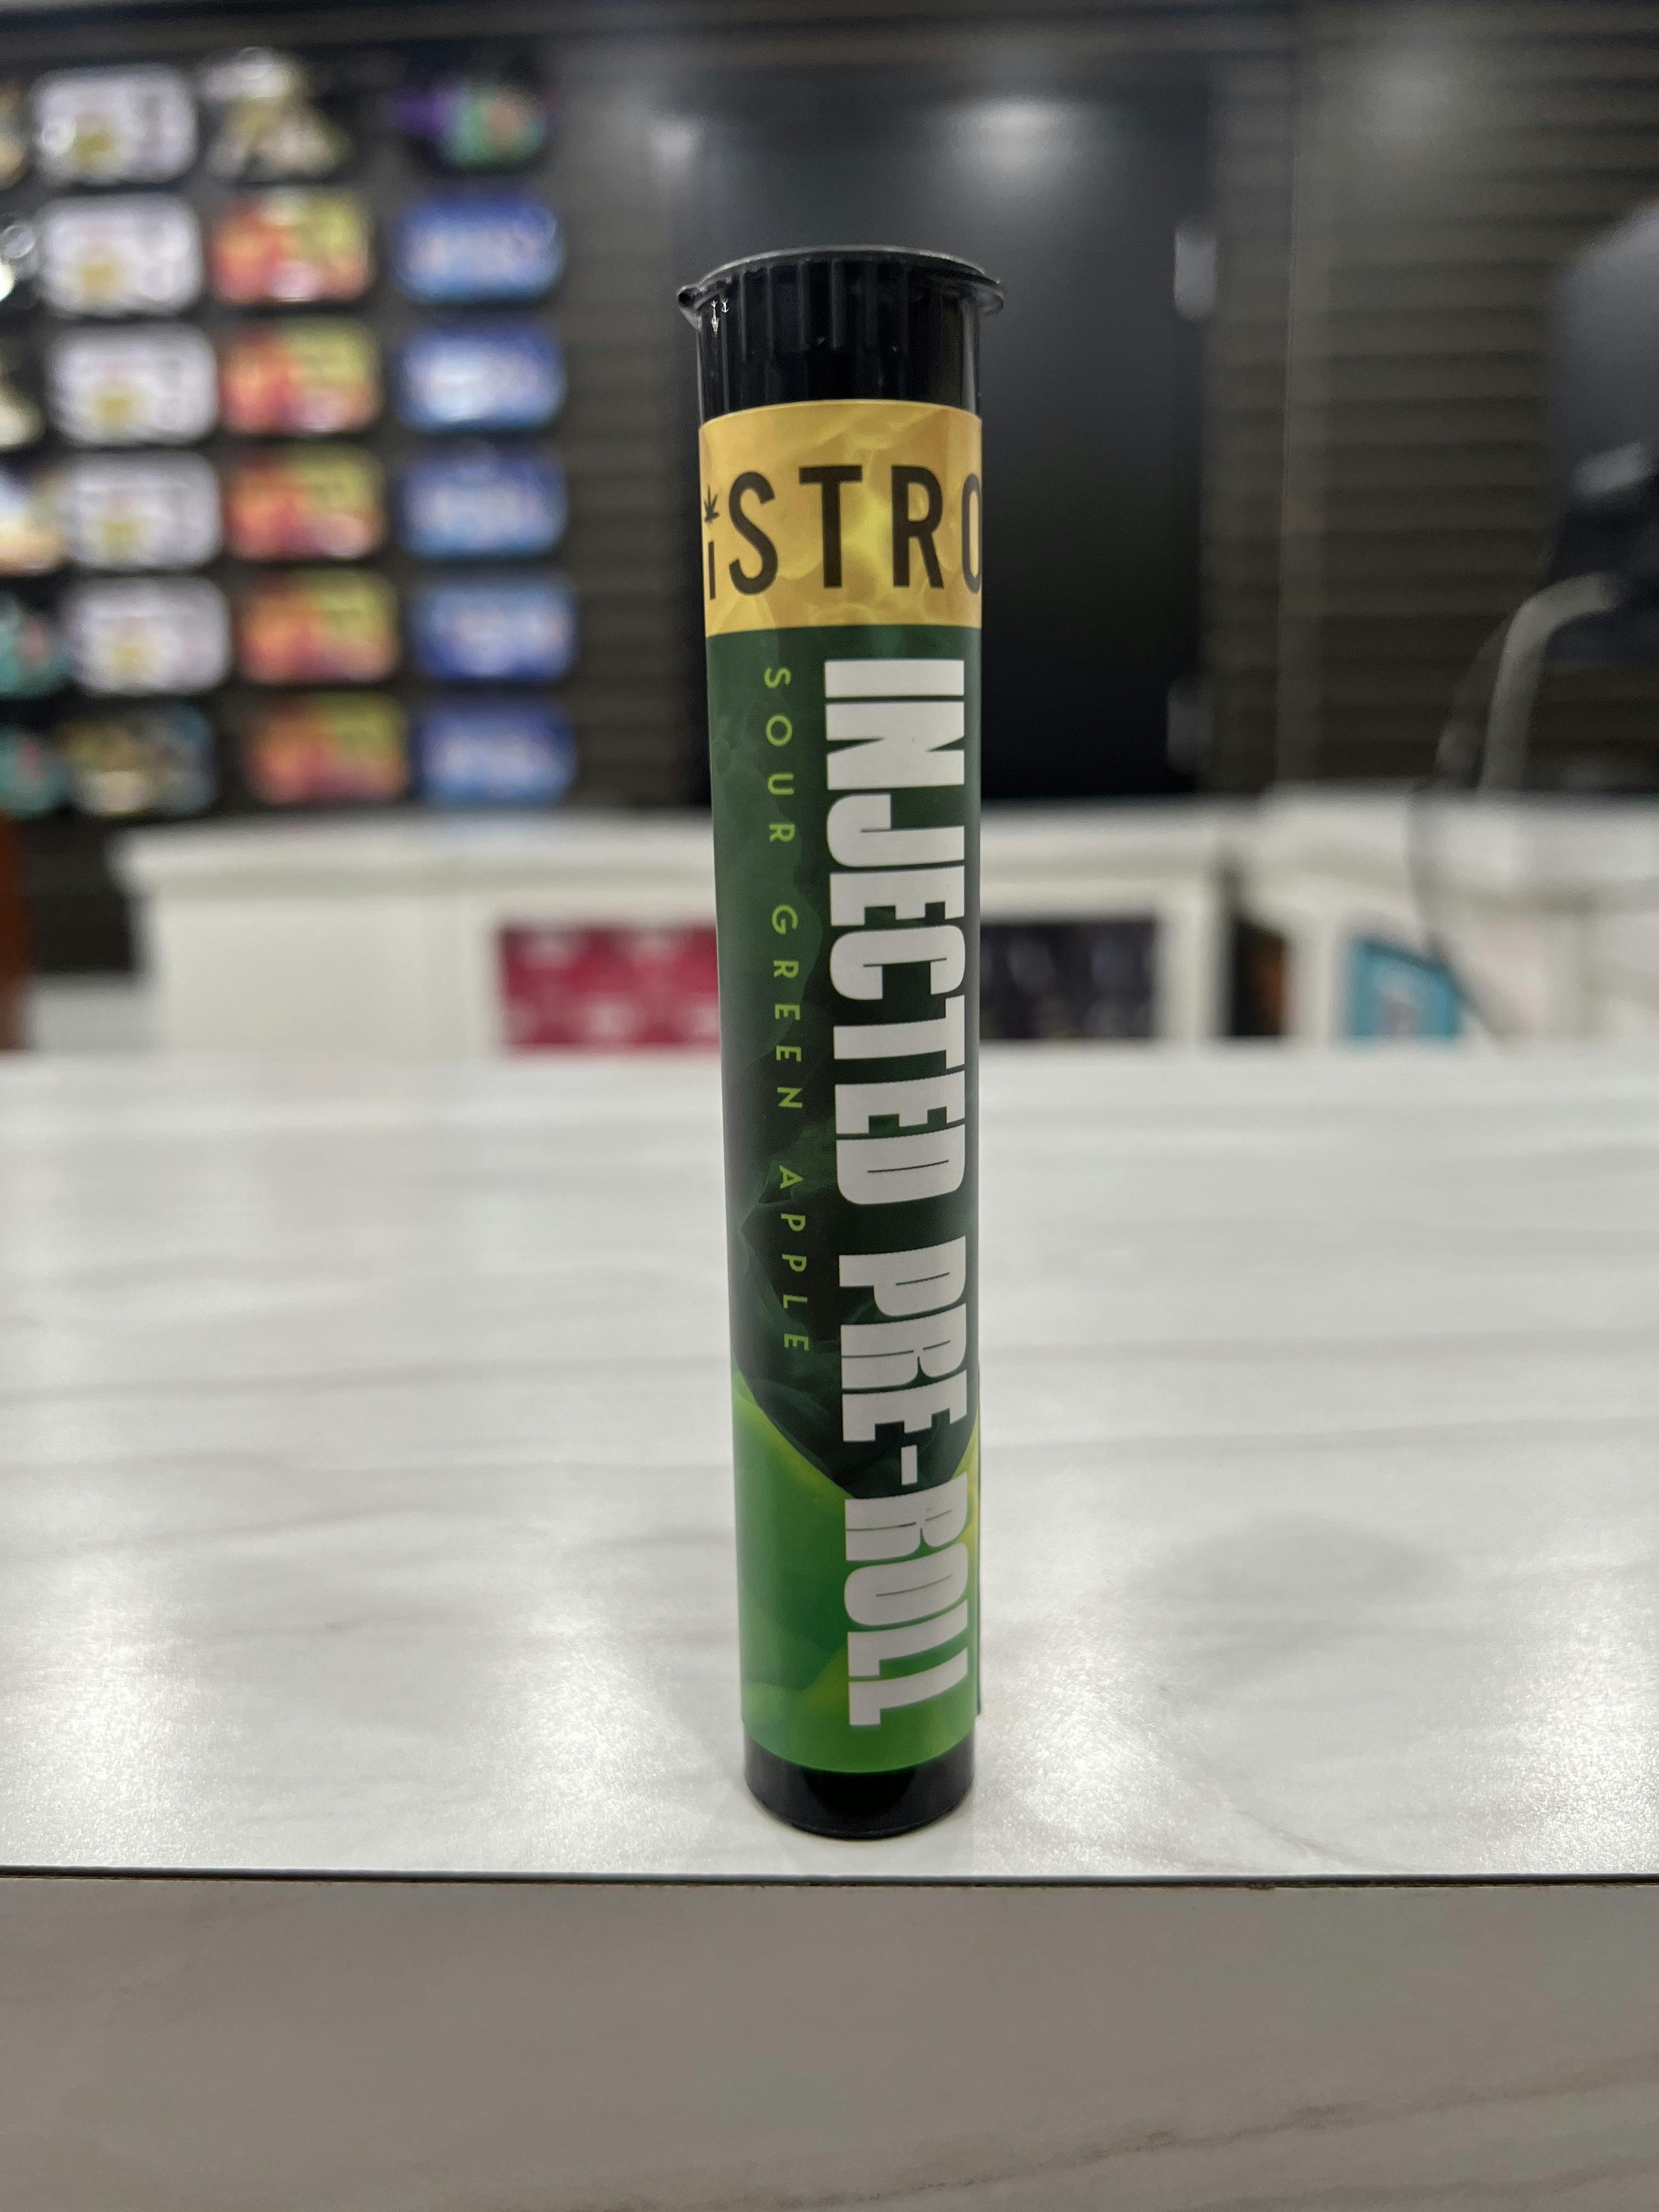 iSTRO
INJECTED PRE-ROLL
SOUR GREEN APPLE